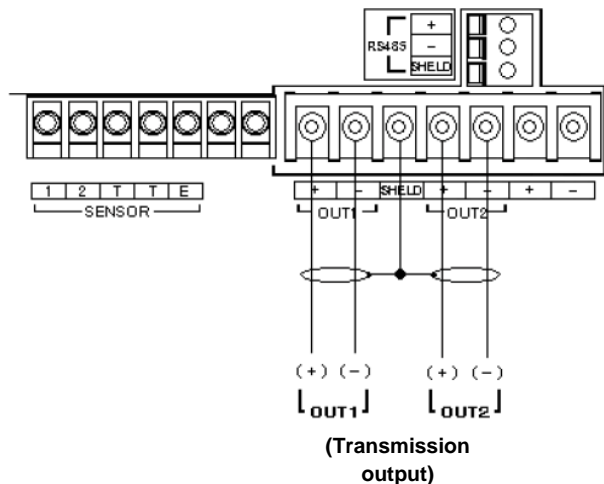 RS485
+
−
SHELD
1 2 T T E
SENSOR
+ − SHELD + − + −
OUT1 OUT2
(+) (−) (+) (−)
OUT1 OUT2
(Transmission
output)